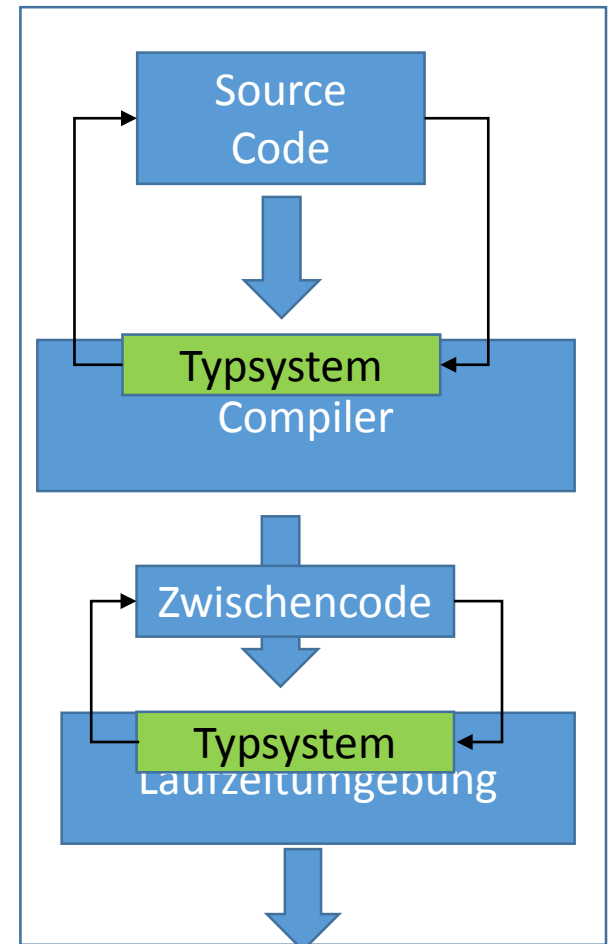 Source
Code
Typsystem
Compiler
Zwischencode
Typsystem
Laufzeitumgebung